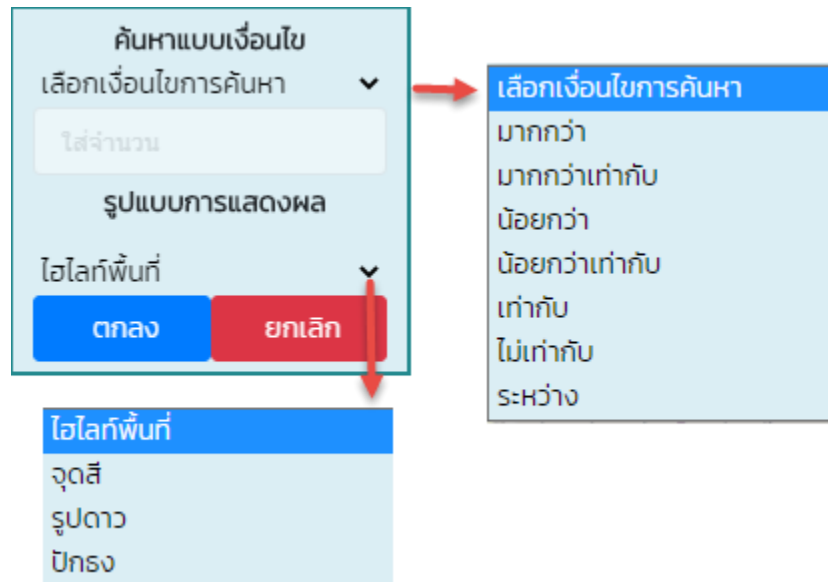 ค้นหาแบบเงื่อนไข
เลือกเงื่อนไขการค้นหา
ใส่จำนวน
รูปแบบการแสดงผล
ไฮไลท์พื้นที่
ตกลง
ยกเลิก
เลือกเงื่อนไขการค้นหา
มากกว่า
มากกว่าเท่ากับ
น้อยกว่า
น้อยกว่าเท่ากับ
เท่ากับ
ไม่เท่ากับ
ระหว่าง
ไฮไลท์พื้นที่
จุดสี
รูปดาว
ปักธง